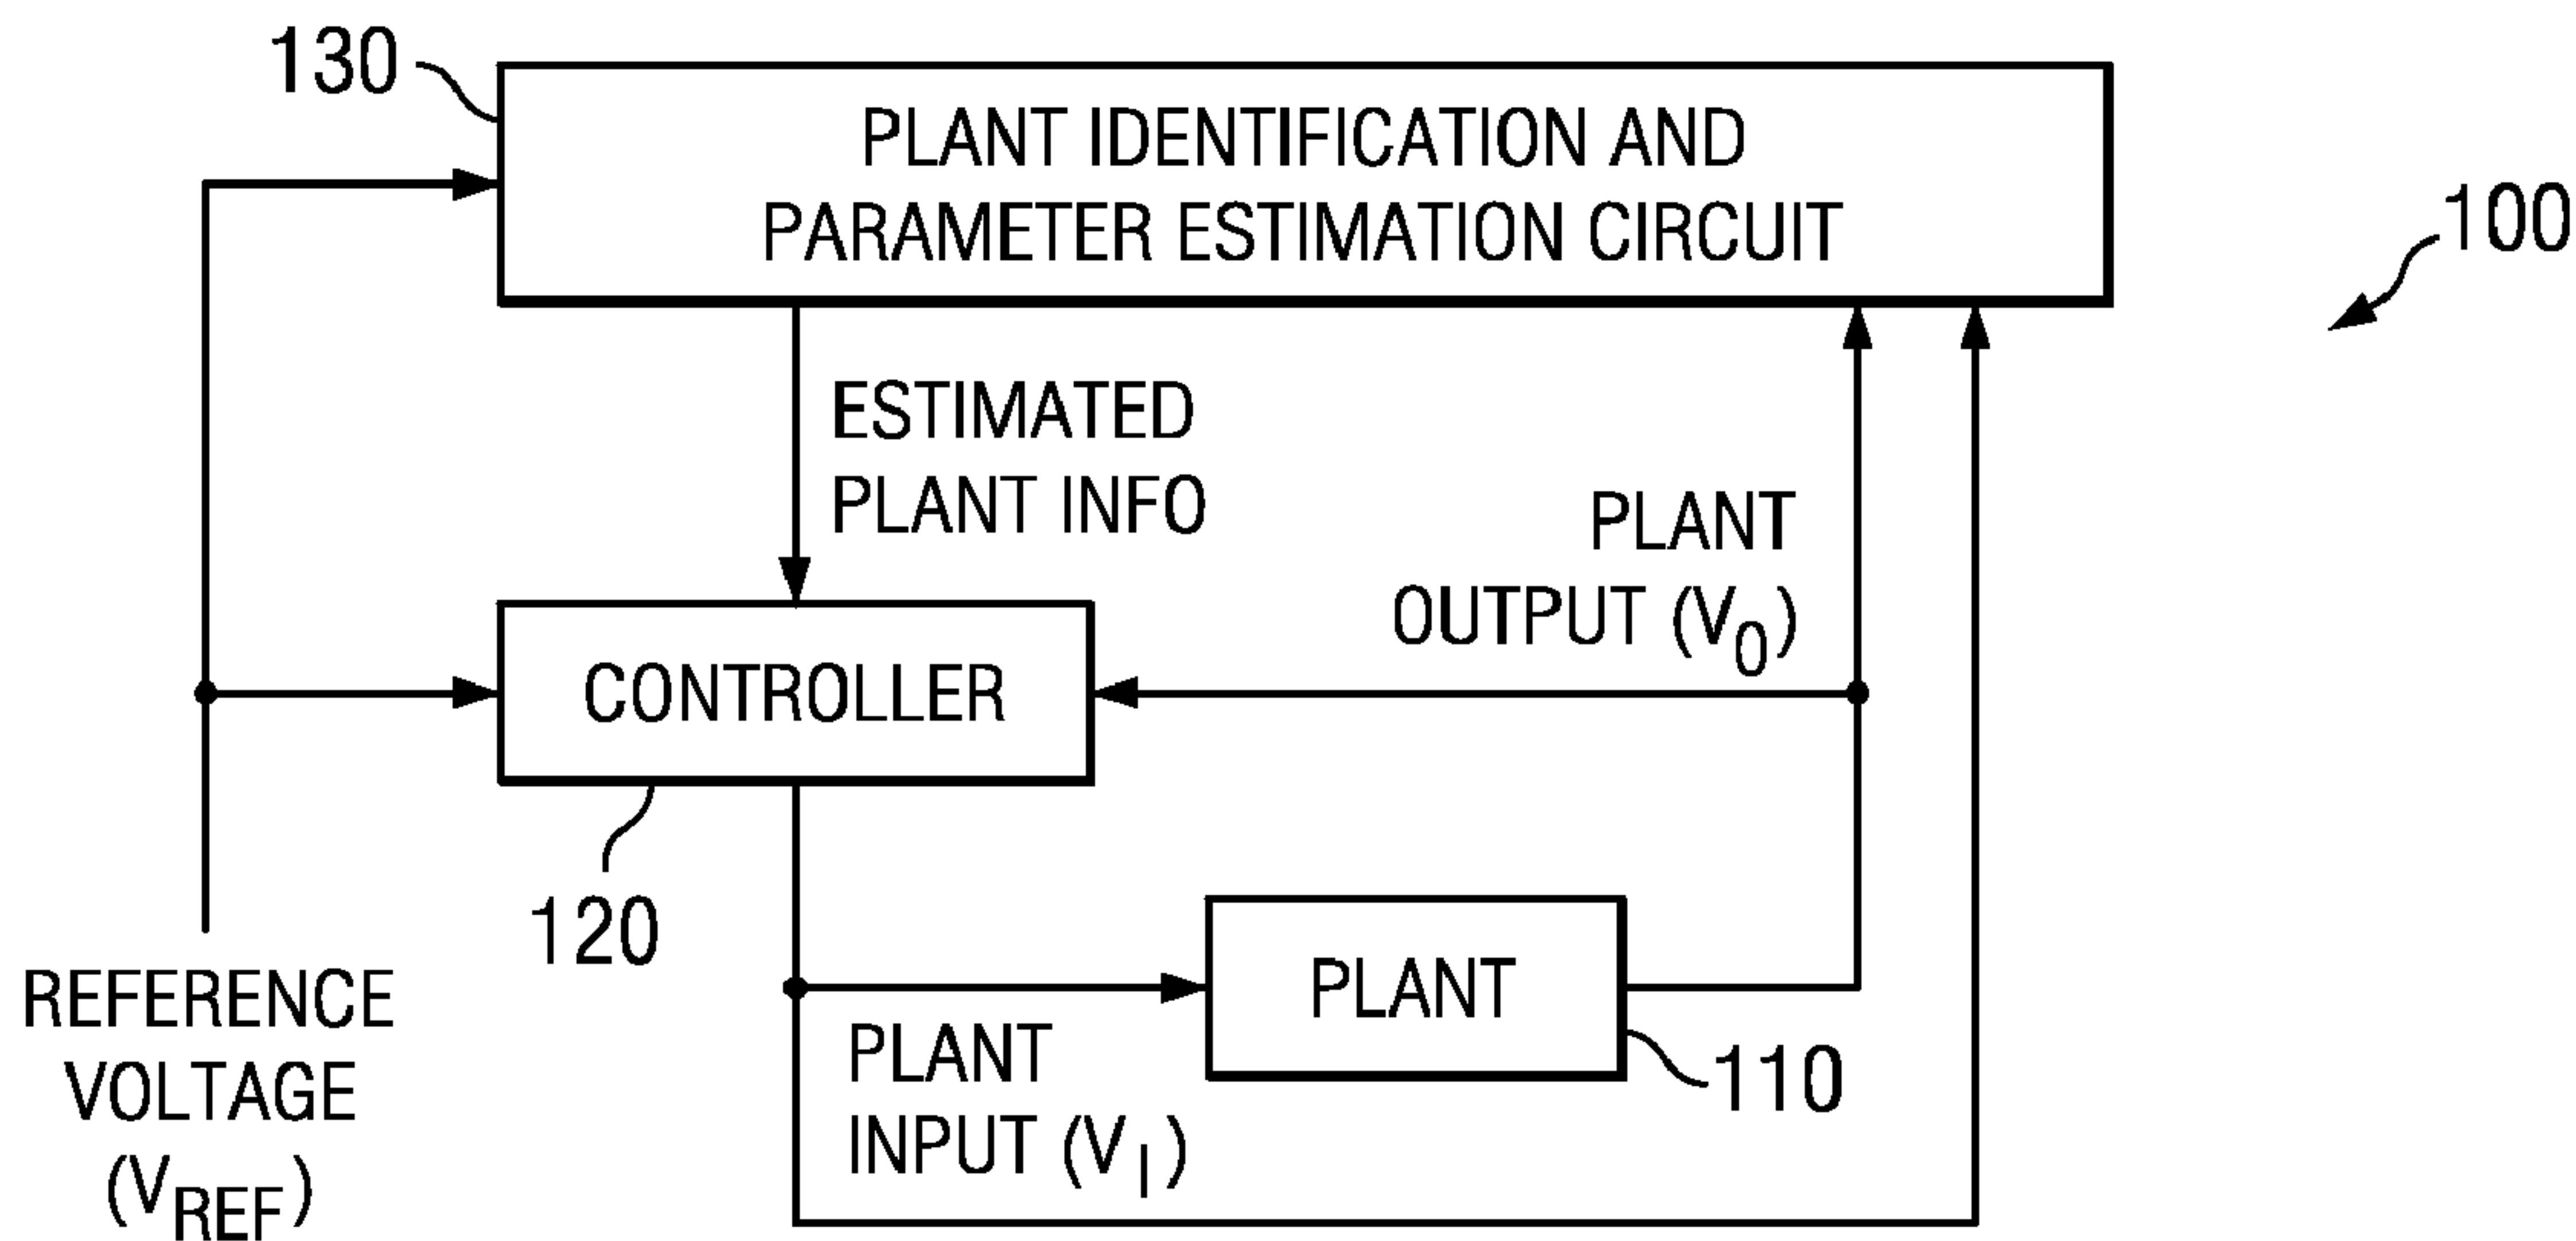 130
PLANT IDENTIFICATION AND
PARAMETER ESTIMATION CIRCUIT
100
ESTIMATED
PLANT INFO
PLANT
OUTPUT (V0)
CONTROLLER
120
PLANT
110
REFERENCE
VOLTAGE
(VREF)
PLANT
INPUT (VI)